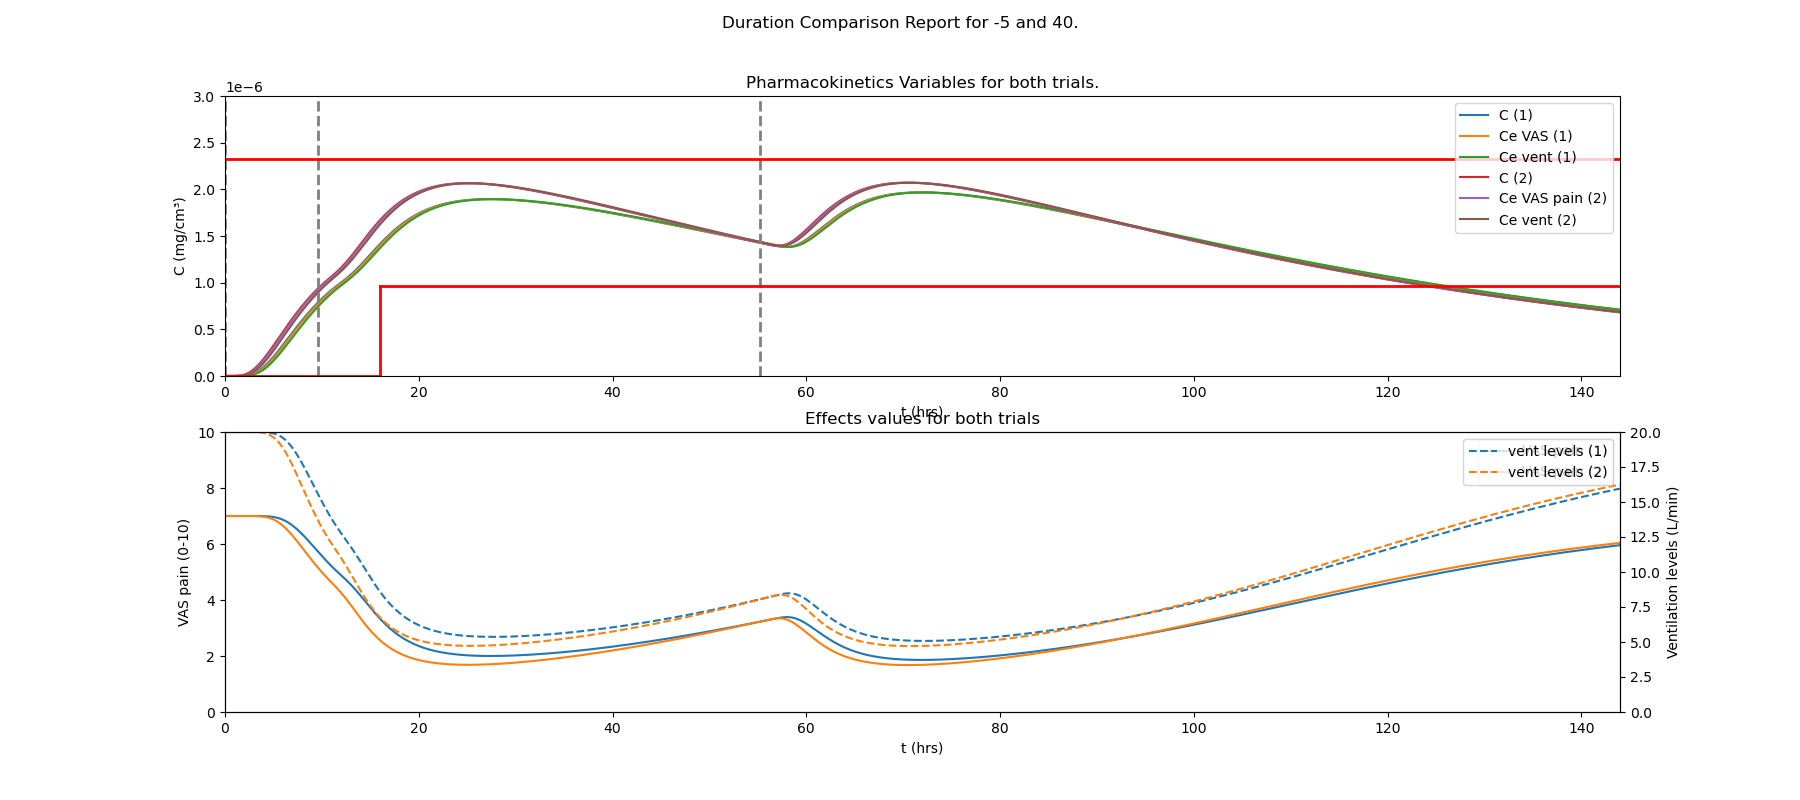 Duration Comparison Report for -5 and 40.
Pharmacokinetics Variables for both trials.
1e−6
3.0
2.5
2.0
1.5
1.0
0.5
0.0
C (mg/cm³)
C (1)
Ce VAS (1)
Ce vent (1)
C (2)
Ce VAS pain (2)
Ce vent (2)
0 20 40 60 80 100 120 140
t (hrs)
Effects values for both trials
10
8
6
4
2
0
VAS pain (0-10)
vent levels (1)
vent levels (2)
20.0
17.5
15.0
12.5
10.0
7.5
5.0
2.5
0.0
Ventilation levels (L/min)
0 20 40 60 80 100 120 140
t (hrs)